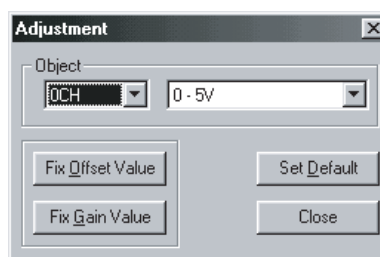 Adjustment
Object
0CH
0 - 5V
Fix Offset Value
Set Default
Fix Gain Value
Close